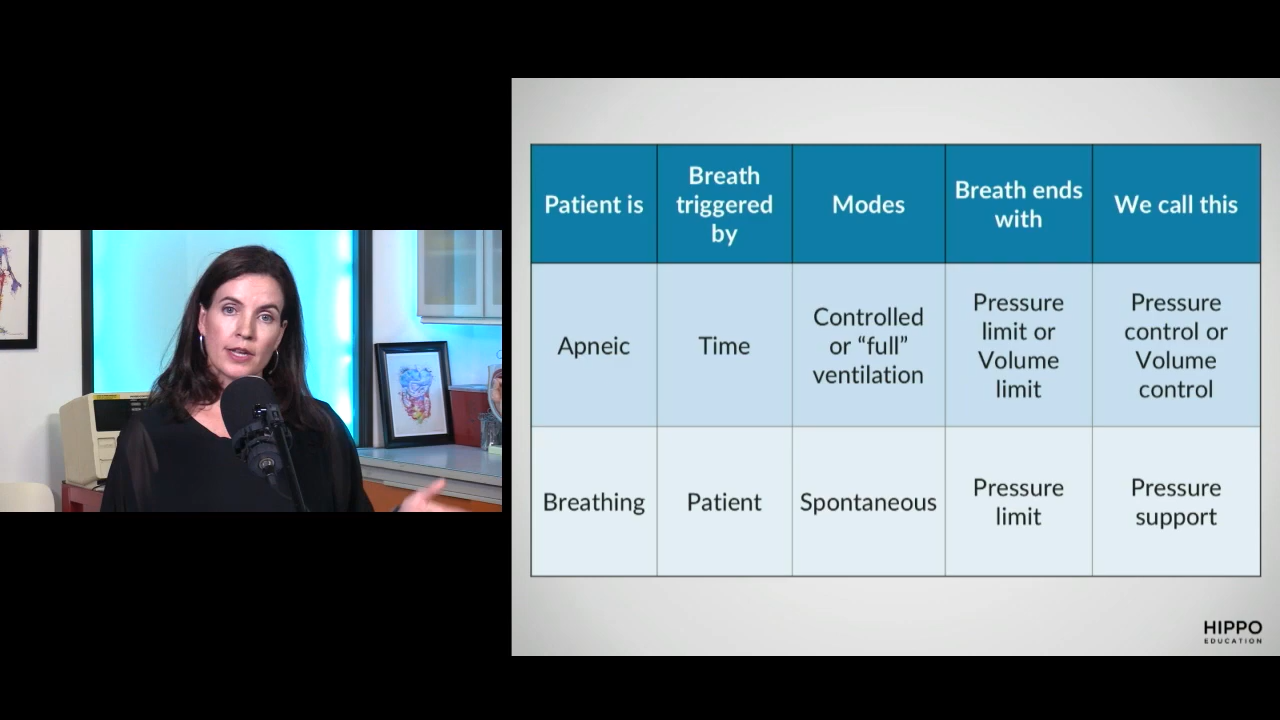 Patient is
Breath
triggered
by
Modes
Breath ends
with
We call this
Apneic
Time
Controlled
or “full”
ventilation
Pressure
limit or
Volume
limit
Pressure
control or
Volume
control
Breathing
Patient
Spontaneous
Pressure
limit
Pressure
support
HIPPO
EDUCATION